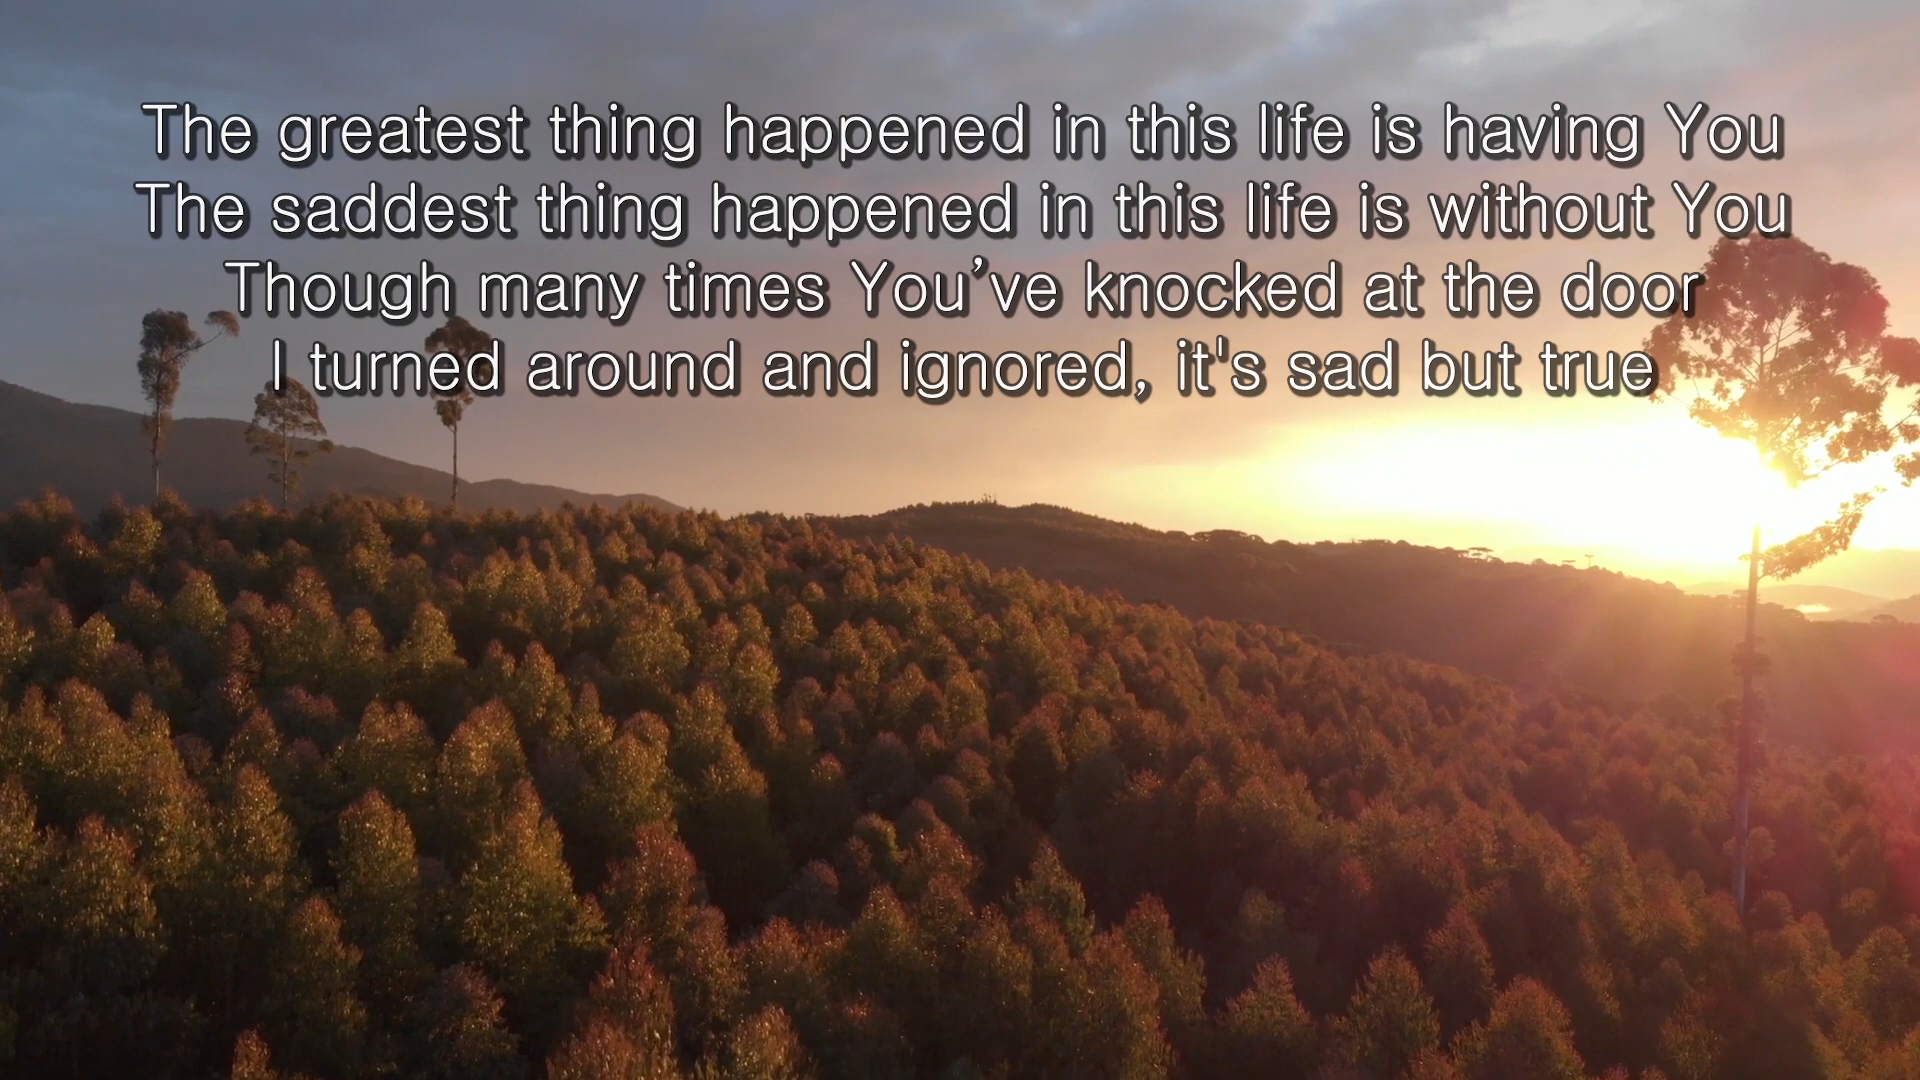 The greatest thing happened in this life is having You
The saddest thing happened in this life is without You
Though many times You’ve knocked at the door
I turned around and ignored, it's sad but true